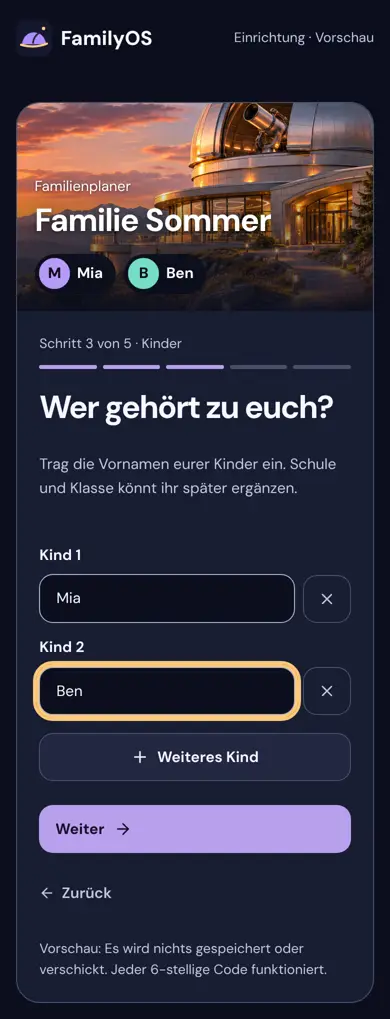 FamilyOS
Einrichtung · Vorschau
Familienplaner
Familie Sommer
M Mia
B Ben
Schritt 3 von 5 · Kinder
Wer gehört zu euch?
Trag die Vornamen eurer Kinder ein. Schule
und Klasse könnt ihr später ergänzen.
Kind 1
Mia
Kind 2
Ben
Weiteres Kind
Weiter
Zurück
Vorschau: Es wird nichts gespeichert oder
verschickt. Jeder 6-stellige Code funktioniert.